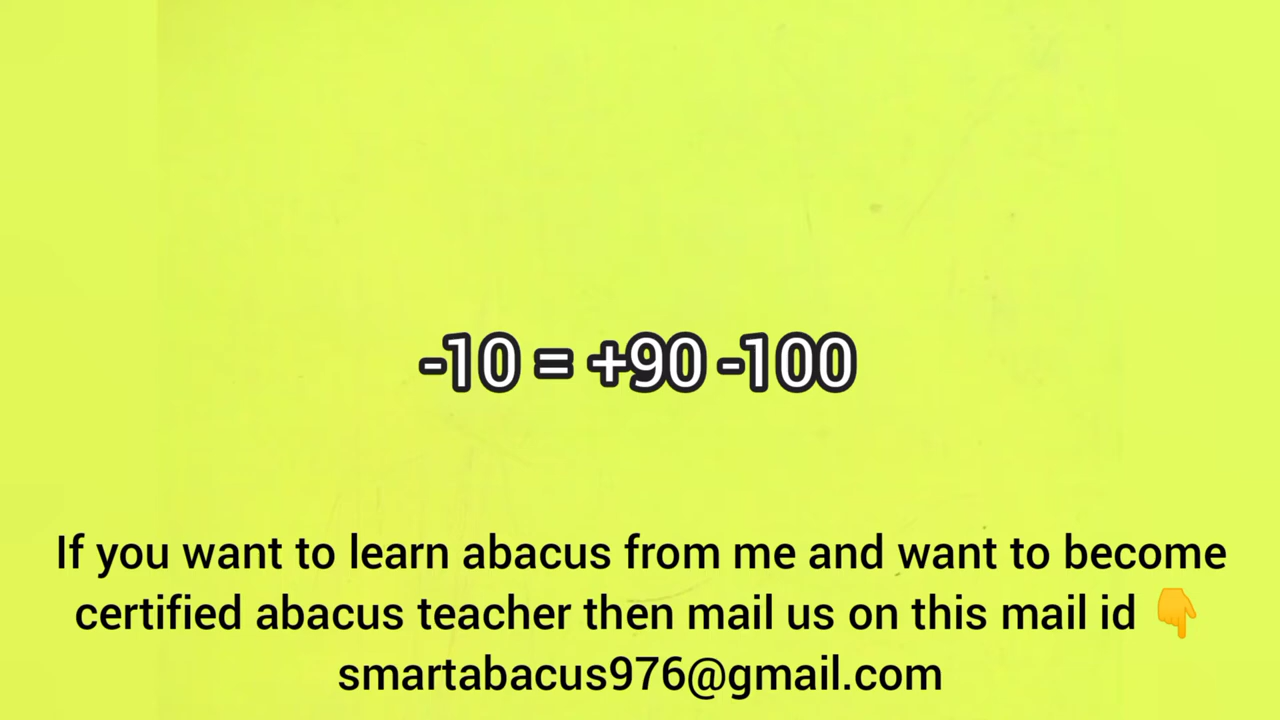 -10 = +90 -100
If you want to learn abacus from me and want to become
certified abacus teacher then mail us on this mail id 👇
smartabacus976@gmail.com